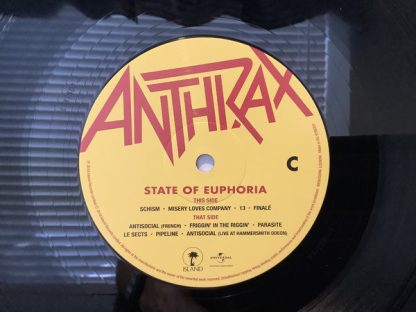 ANTHRAX
STATE OF EUPHORIA
C
THIS SIDE
SCHISM • MISERY LOVES COMPANY • 13 • FINALÉ
THAT SIDE
ANTISOCIAL (FRENCH) • FRIGGIN' IN THE RIGGIN' • PARASITE
LE SECTS • PIPELINE • ANTISOCIAL (LIVE AT HAMMERSMITH ODEON)
ISLAND
UNIVERSAL